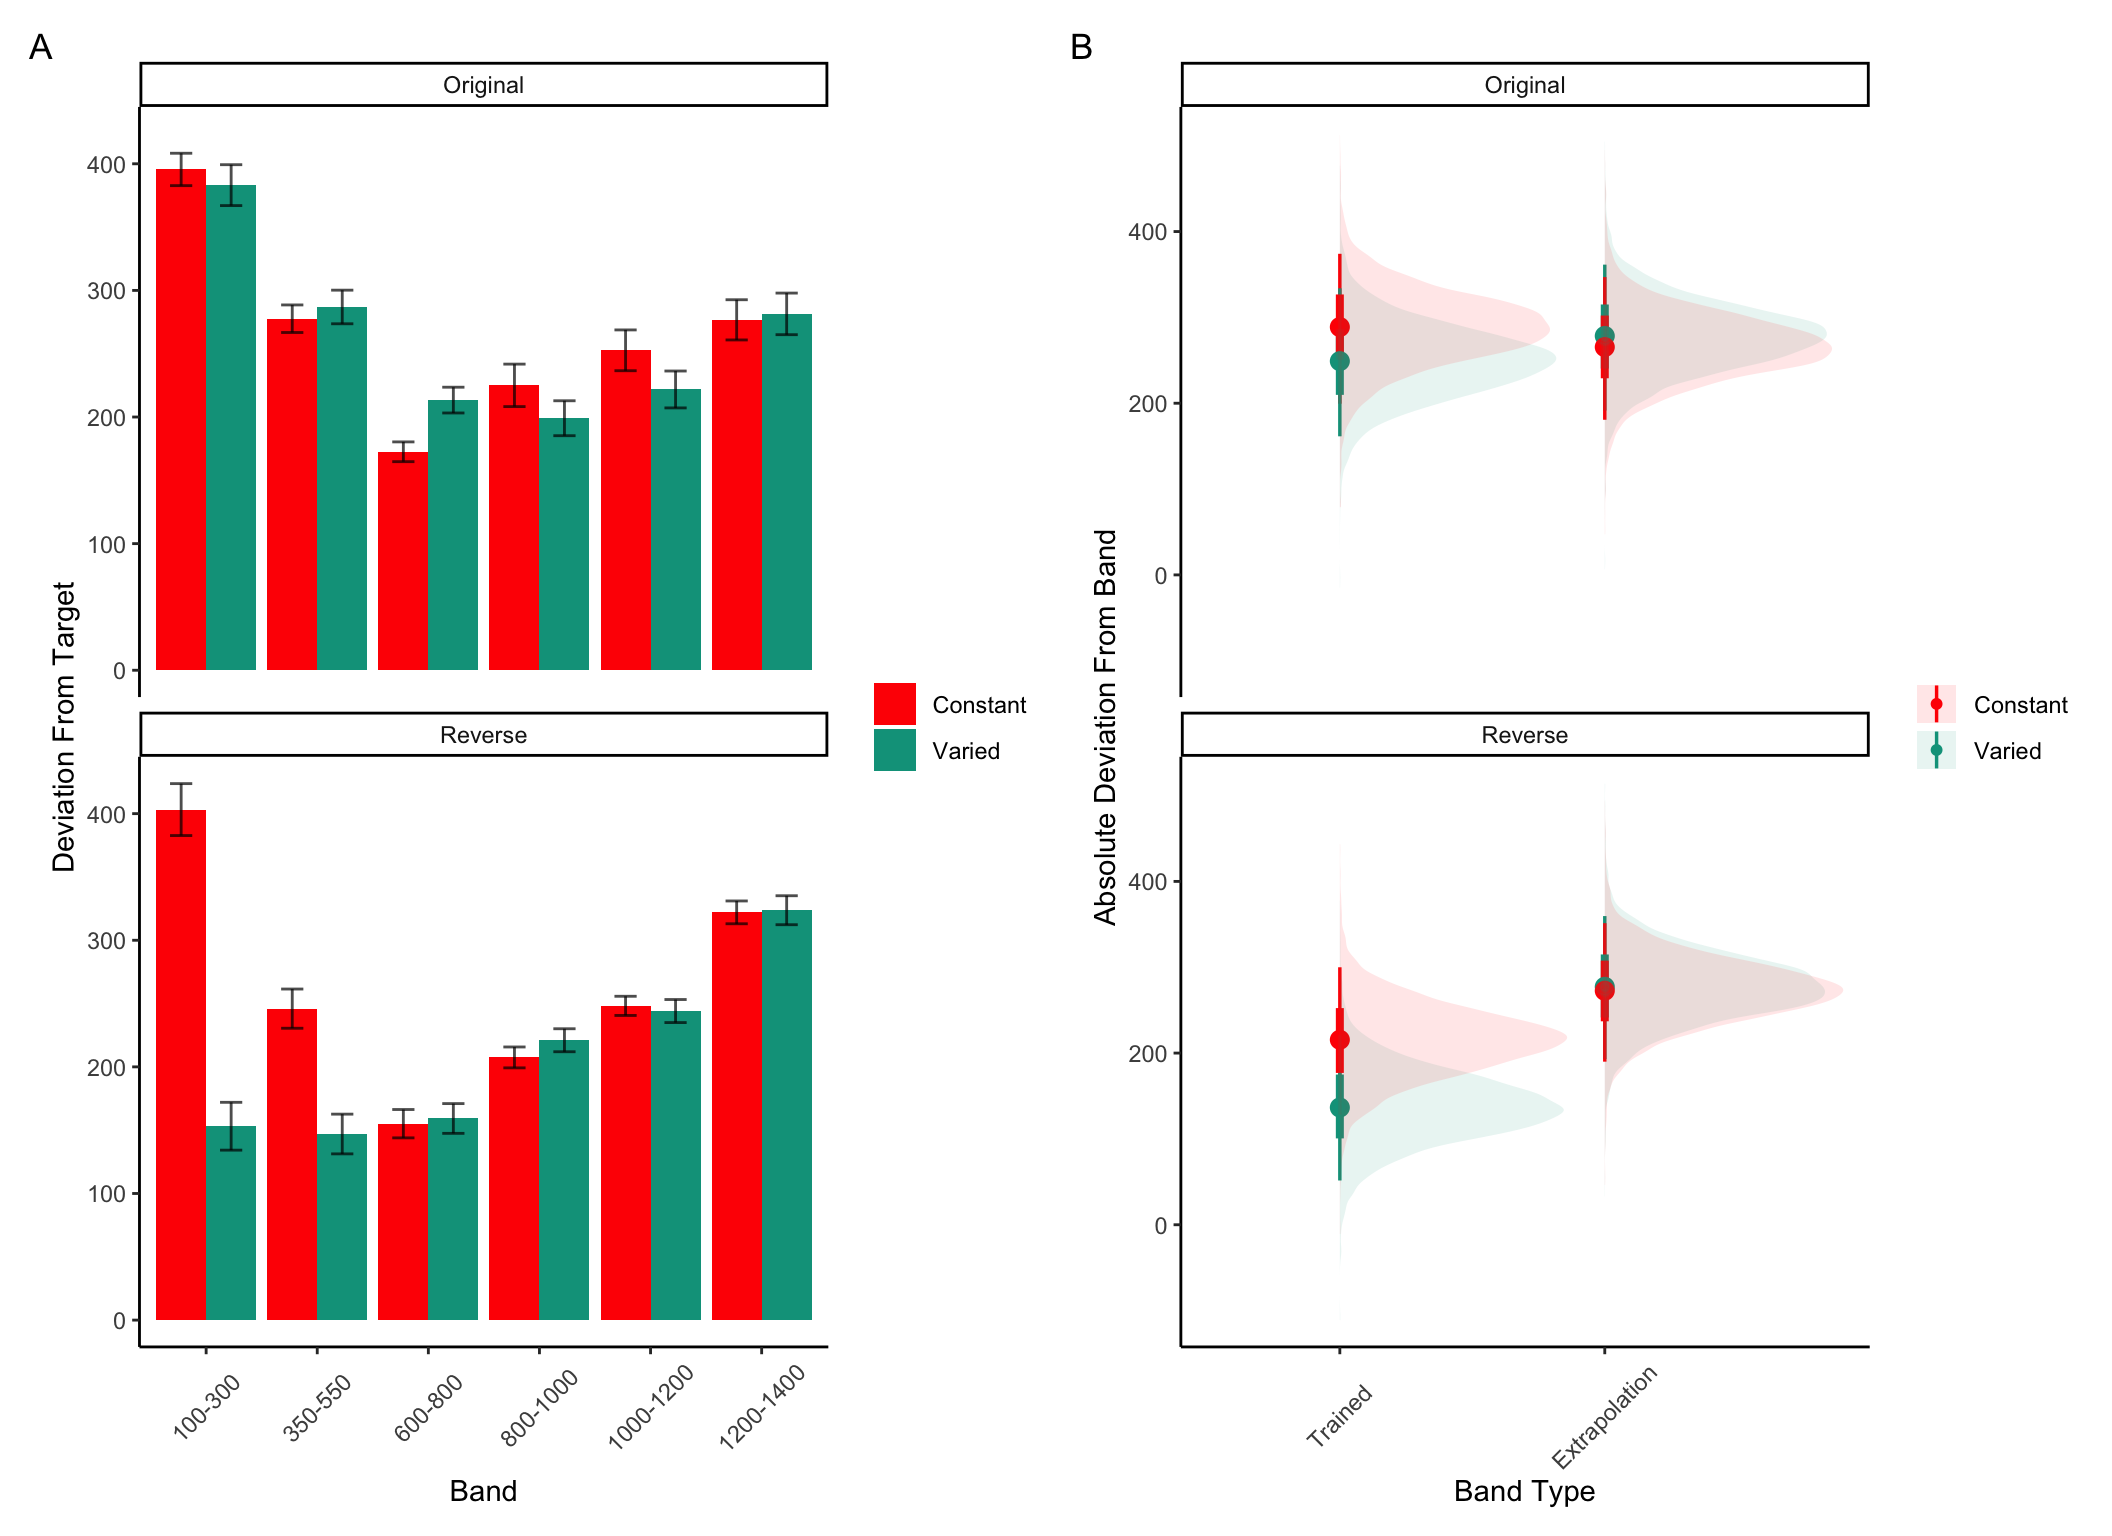 A
Original
400
300
200
100
0
Reverse
400
300
200
100
0
Deviation From Target
100-300
350-550
600-800
800-1000
1000-1200
1200-1400
Band
Constant
Varied
B
Original
400
200
0
Reverse
400
200
0
Absolute Deviation From Band
Trained
Extrapolation
Band Type
Constant
Varied